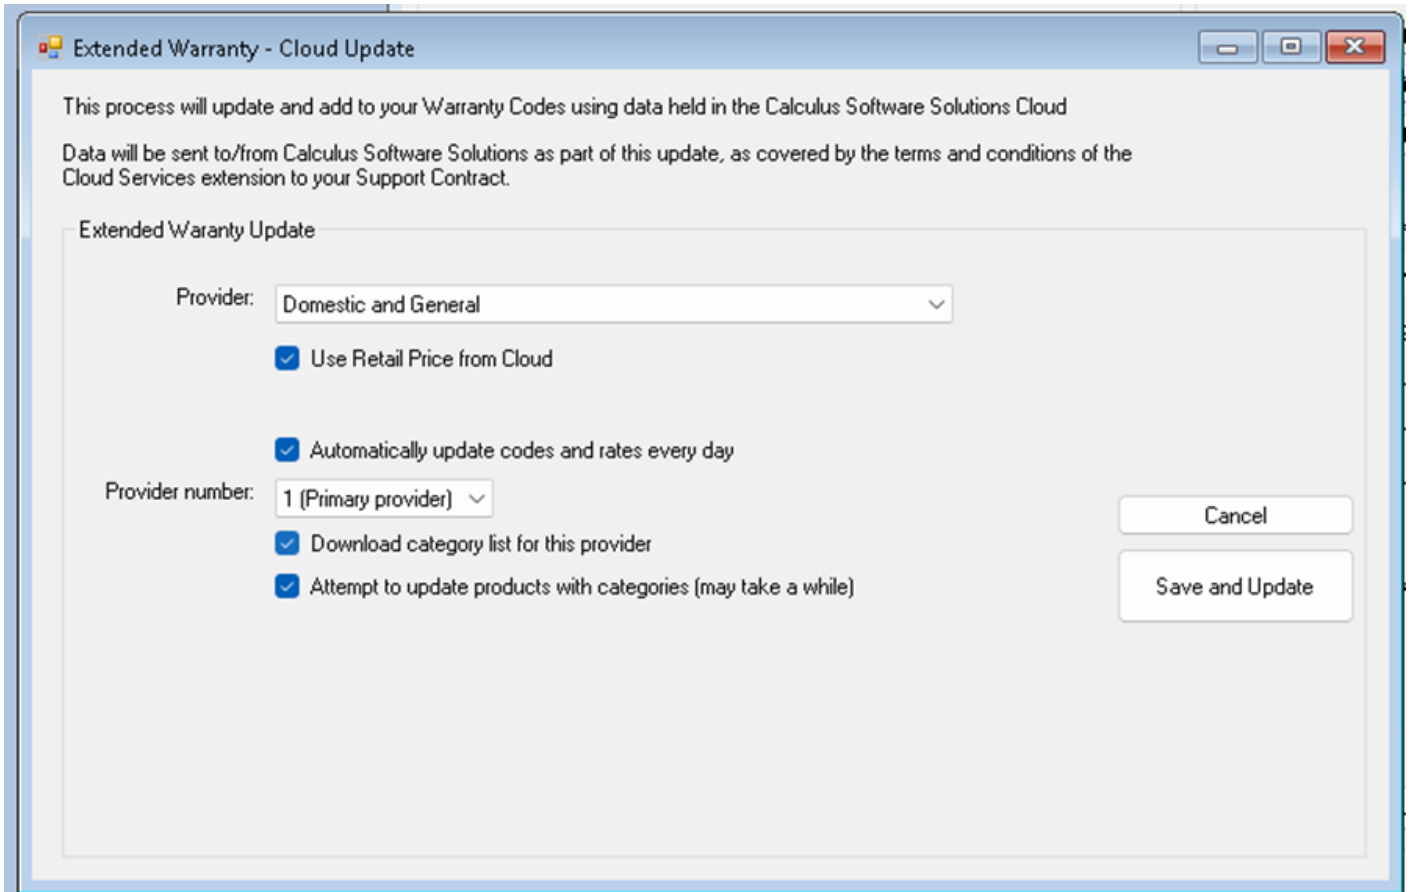 Extended Warranty - Cloud Update
This process will update and add to your Warranty Codes using data held in the Calculus Software Solutions Cloud
Data will be sent to/from Calculus Software Solutions as part of this update, as covered by the terms and conditions of the
Cloud Services extension to your Support Contract.
Extended Waranty Update
Provider:
Domestic and General
Use Retail Price from Cloud
Automatically update codes and rates every day
Provider number:
1 (Primary provider)
Cancel
Download category list for this provider
Attempt to update products with categories (may take a while)
Save and Update